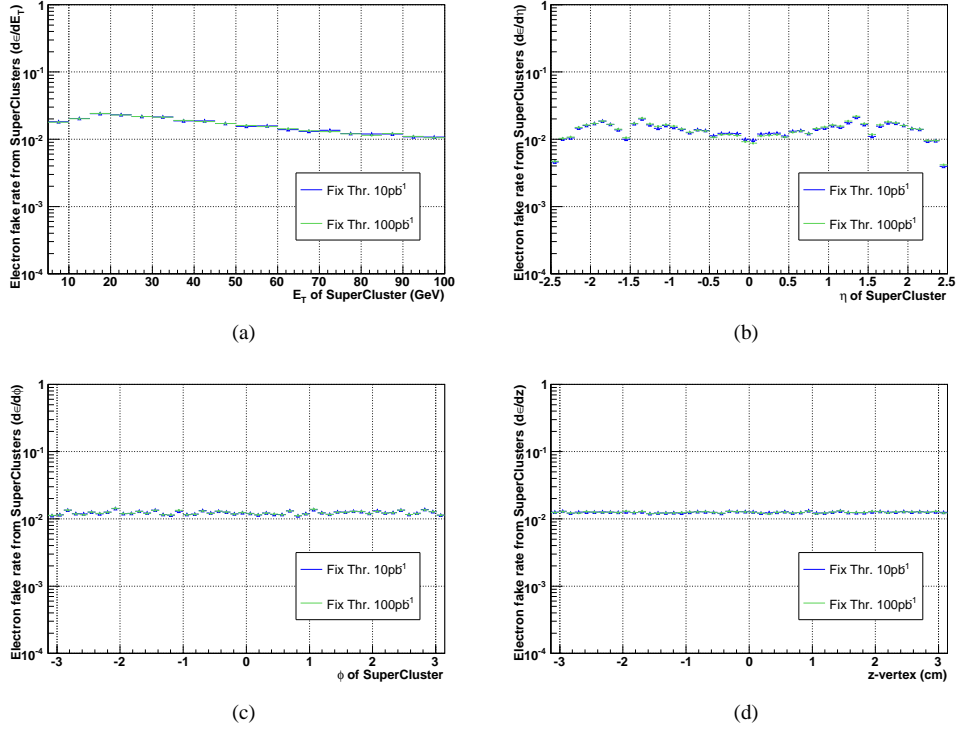 Electron fake rate from SuperClusters (dϵ/dE_T)
1
10⁻¹
10⁻²
10⁻³
10⁻⁴
Fix Thr. 10pb⁻¹
Fix Thr. 100pb⁻¹
10 20 30 40 50 60 70 80 90 100
E_T of SuperCluster (GeV)
(a)
Electron fake rate from SuperClusters (dϵ/dη)
1
10⁻¹
10⁻²
10⁻³
10⁻⁴
Fix Thr. 10pb⁻¹
Fix Thr. 100pb⁻¹
-2.5 -2 -1.5 -1 -0.5 0 0.5 1 1.5 2 2.5
η of SuperCluster
(b)
Electron fake rate from SuperClusters (dϵ/dϕ)
1
10⁻¹
10⁻²
10⁻³
10⁻⁴
Fix Thr. 10pb⁻¹
Fix Thr. 100pb⁻¹
-3 -2 -1 0 1 2 3
ϕ of SuperCluster
(c)
Electron fake rate from SuperClusters (dϵ/dz)
1
10⁻¹
10⁻²
10⁻³
10⁻⁴
Fix Thr. 10pb⁻¹
Fix Thr. 100pb⁻¹
-3 -2 -1 0 1 2 3
z-vertex (cm)
(d)